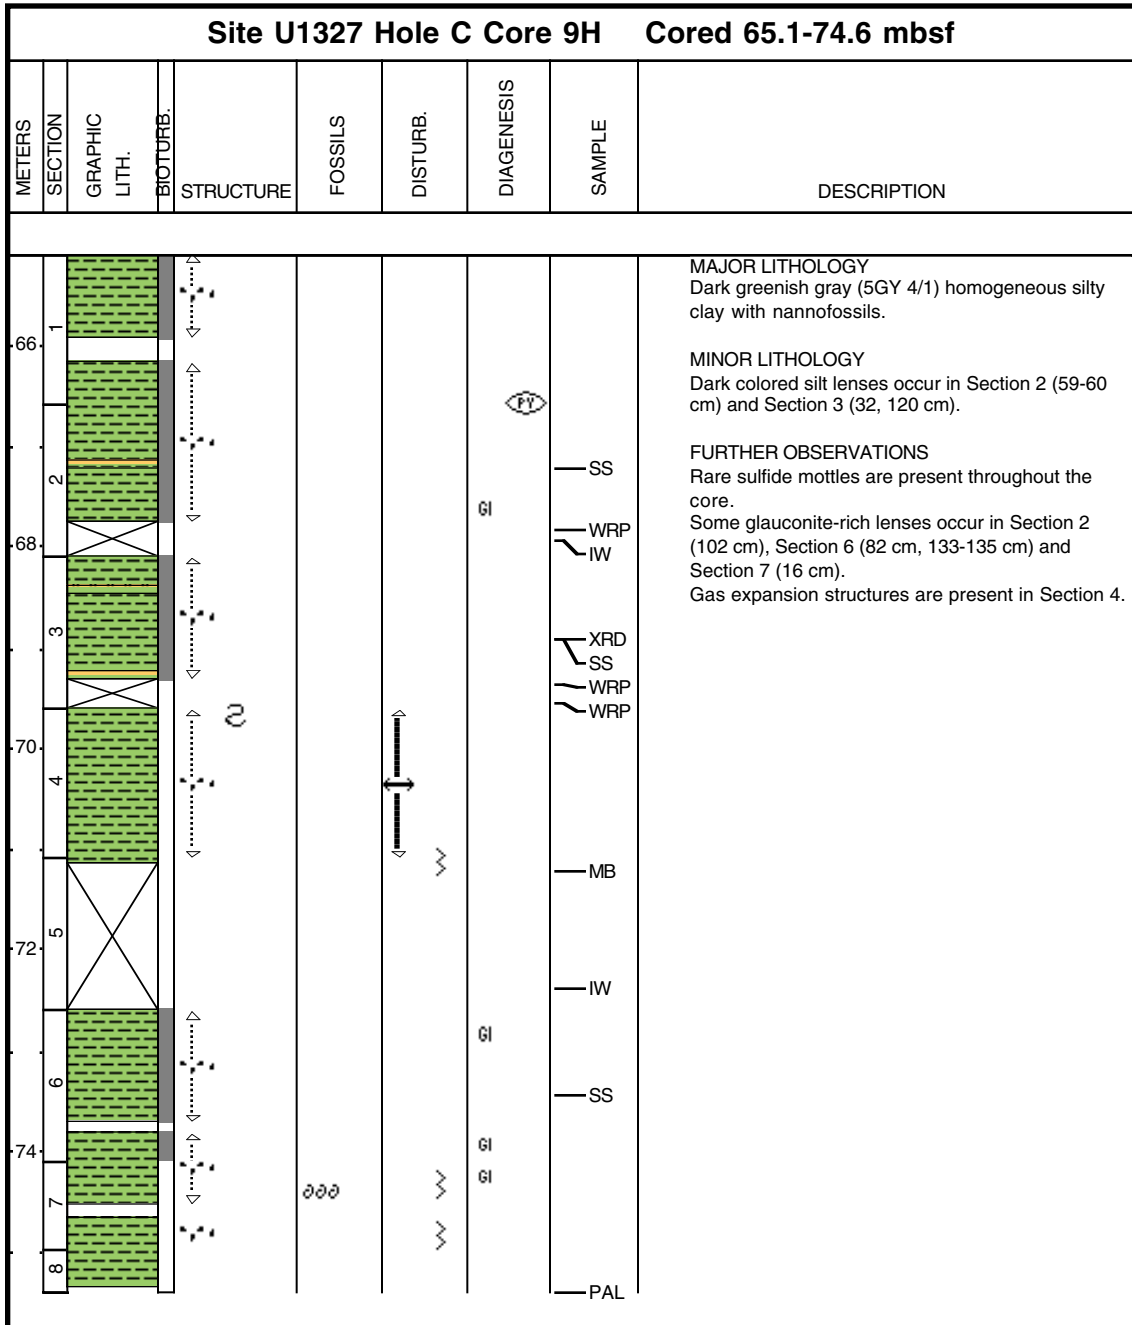 Site U1327 Hole C Core 9H Cored 65.1-74.6 mbsf
METERS
SECTION
GRAPHIC
LITH.
BIOTURB.
STRUCTURE
FOSSILS
DISTURB.
DIAGENESIS
SAMPLE
DESCRIPTION
MAJOR LITHOLOGY
Dark greenish gray (5GY 4/1) homogeneous silty
clay with nannofossils.
MINOR LITHOLOGY
Dark colored silt lenses occur in Section 2 (59-60
cm) and Section 3 (32, 120 cm).
FURTHER OBSERVATIONS
Rare sulfide mottles are present throughout the
core.
Some glauconite-rich lenses occur in Section 2
(102 cm), Section 6 (82 cm, 133-135 cm) and
Section 7 (16 cm).
Gas expansion structures are present in Section 4.
1
66
PY
SS
2
Gl
WRP
68
IW
3
XRD
SS
WRP
WRP
70
4
MB
5
72
IW
Gl
6
SS
Gl
74
Gl
7
8
PAL